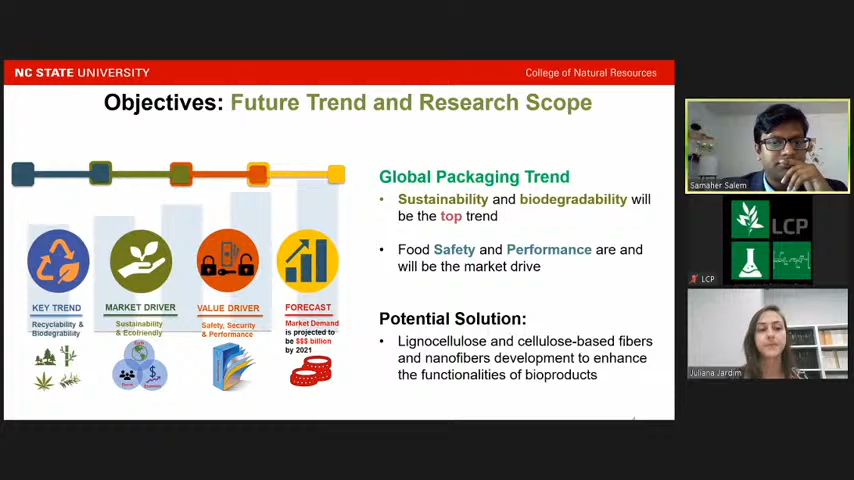 NC STATE UNIVERSITY
College of Natural Resources
Objectives: Future Trend and Research Scope
KEY TREND
Recyclability &
Biodegrability
MARKET DRIVER
Sustainability
& Ecofriendly
VALUE DRIVER
Safety, Security
& Performance
FORECAST
Market Demand
is projected to
be $$$ billion
by 2021
Global Packaging Trend
• Sustainability and biodegradability will
be the top trend
• Food Safety and Performance are and
will be the market drive
Potential Solution:
• Lignocellulose and cellulose-based fibers
and nanofibers development to enhance
the functionalities of bioproducts
Samaher Salem
LCP
LCP
Juliana Jardim